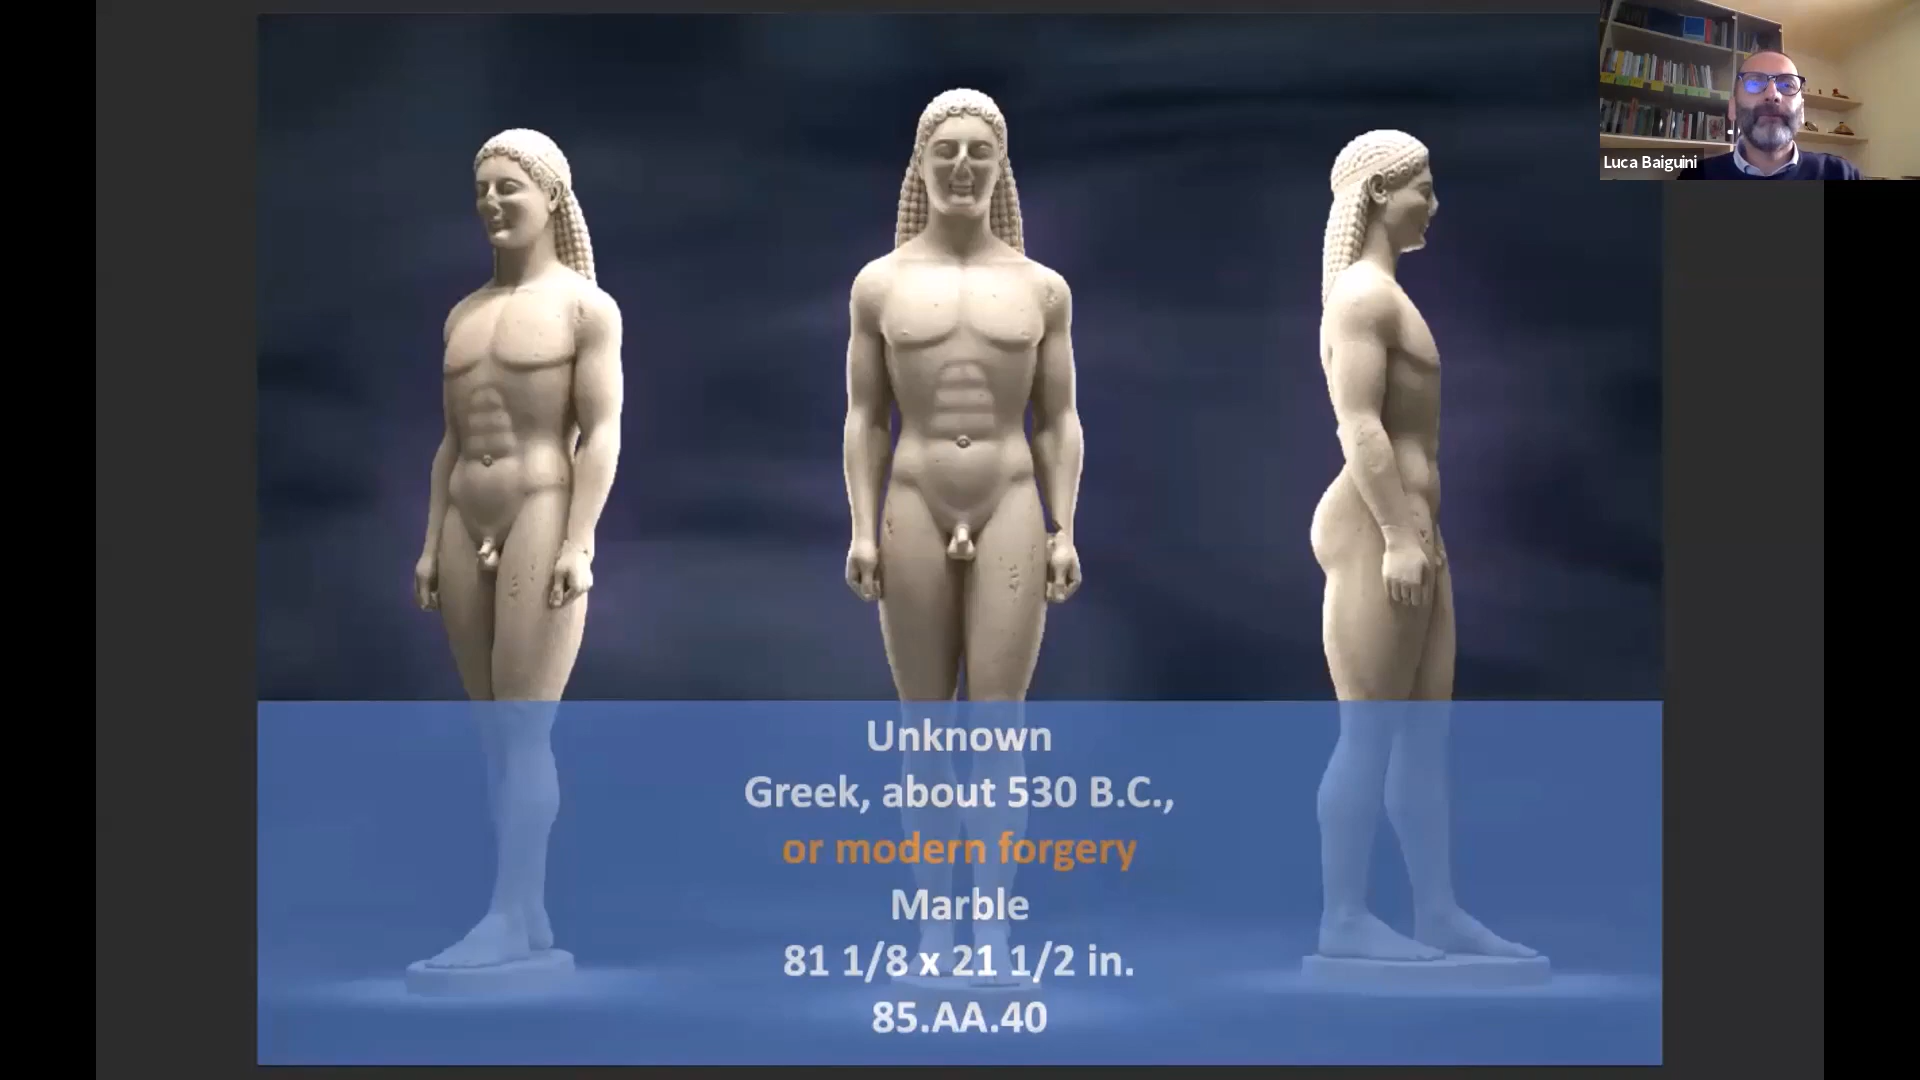 Luca Baiguini
Unknown
Greek, about 530 B.C.,
or modern forgery
Marble
81 1/8 x 21 1/2 in.
85.AA.40